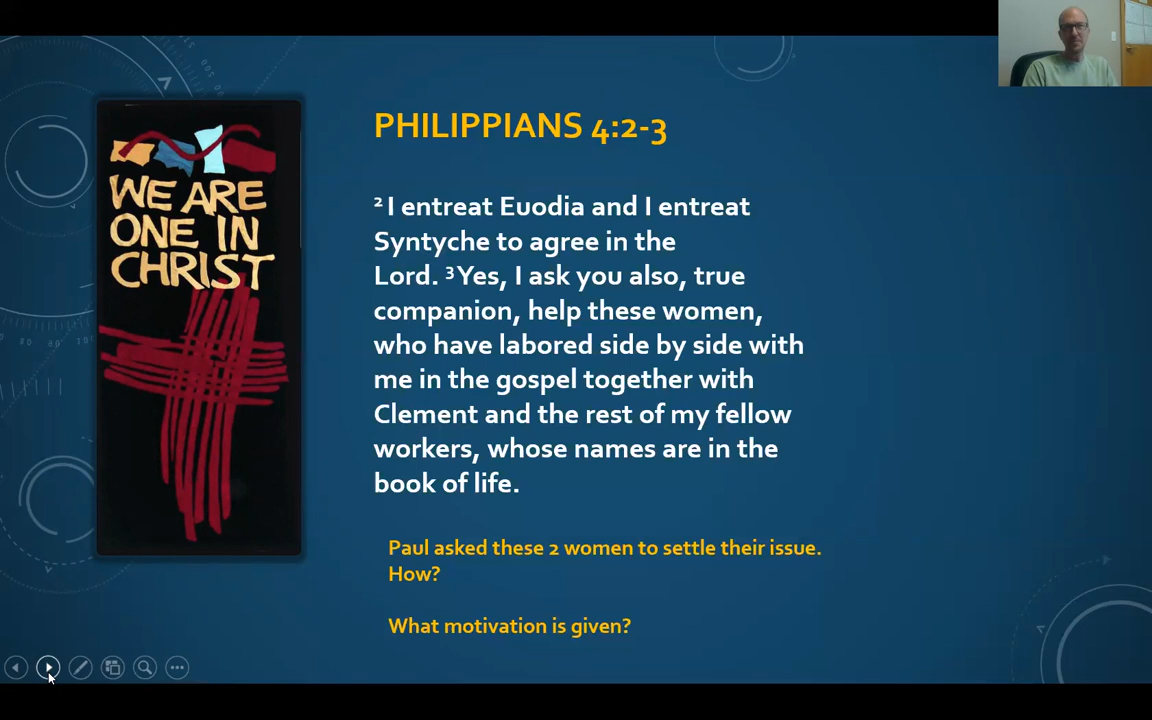 WE ARE
ONE IN
CHRIST
PHILIPPIANS 4:2-3
² I entreat Euodia and I entreat
Syntyche to agree in the
Lord. ³ Yes, I ask you also, true
companion, help these women,
who have labored side by side with
me in the gospel together with
Clement and the rest of my fellow
workers, whose names are in the
book of life.
Paul asked these 2 women to settle their issue.
How?
What motivation is given?